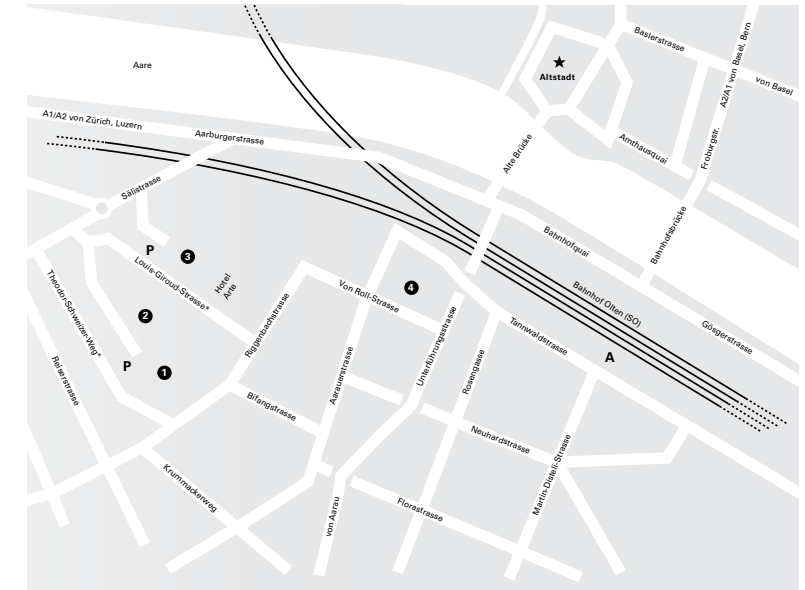 Aare
Altstadt
Baslerstrasse
von Basel
A2/A1 von Basel, Bern
Froburgstr.
Amthausquai
Alte Brücke
A1/A2 von Zürich, Luzern
Aarburgerstrasse
Sälistrasse
Bahnhofsbrücke
Bahnhofquai
Bahnhof Olten (SO)
Gösgerstrasse
P
3
Louis-Giroud-Strasse*
Hotel
Arte
Theodor-Schweizer-Weg*
2
P
1
Reiserstrasse
Riggenbachstrasse
Von Roll-Strasse
4
Unterführungsstrasse
Rosengasse
Tannwaldstrasse
A
Aarauerstrasse
Bifangstrasse
Neuhardstrasse
Martin-Disteli-Strasse
Krummackerweg
von Aarau
Florastrasse